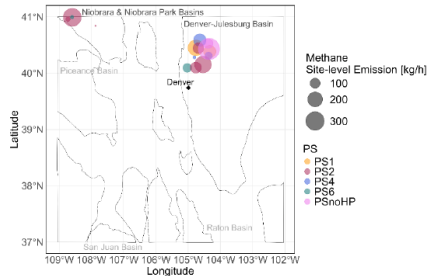 41°N
40°N
39°N
38°N
37°N
Latitude
Niobrara & Niobrara Park Basins
Denver-Julesburg Basin
Piceance Basin
Denver
Raton Basin
San Juan Basin
109°W 108°W 107°W 106°W 105°W 104°W 103°W 102°W
Longitude
Methane
Site-level Emission [kg/h]
100
200
300
PS
PS1
PS2
PS4
PS6
PSnoHP